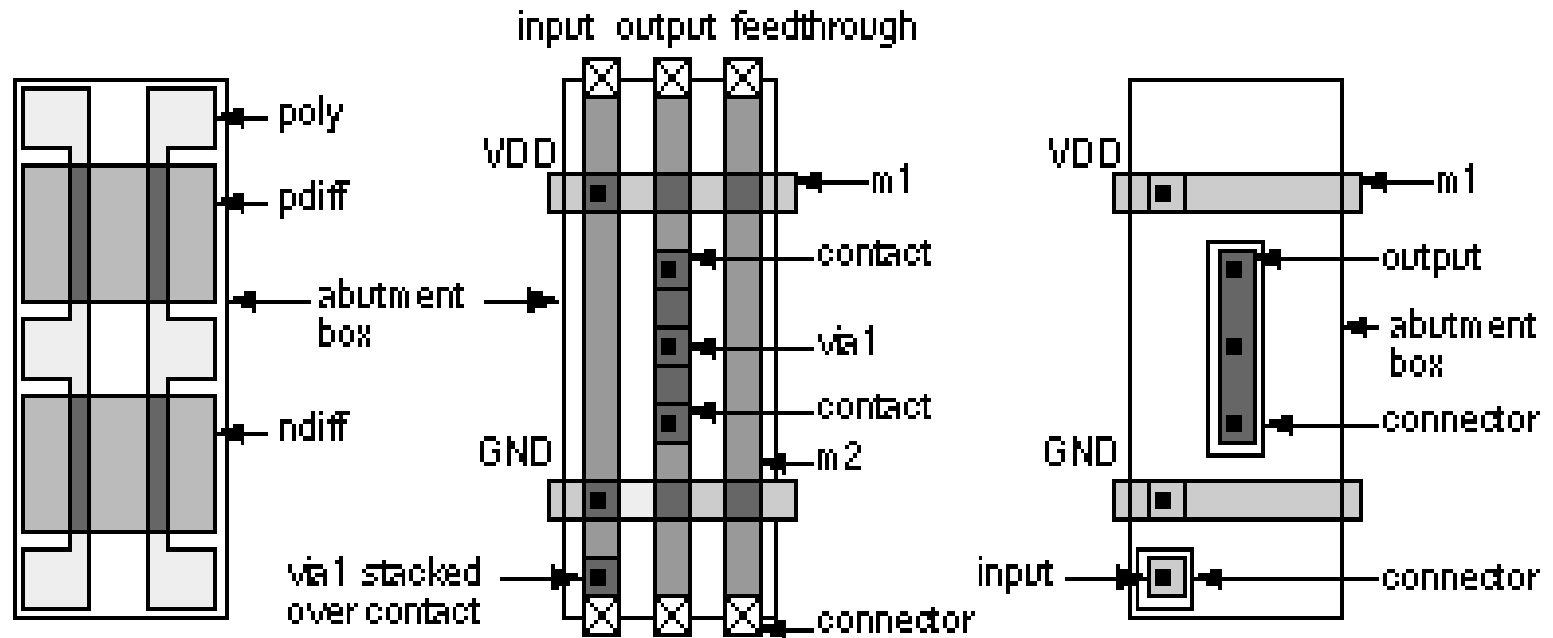 input output feedthrough
poly
pdiff
abutment
box
ndiff
VDD
m1
contact
via1
contact
GND
m2
via1 stacked
over contact
connector
VDD
m1
output
abutment
box
connector
GND
input
connector